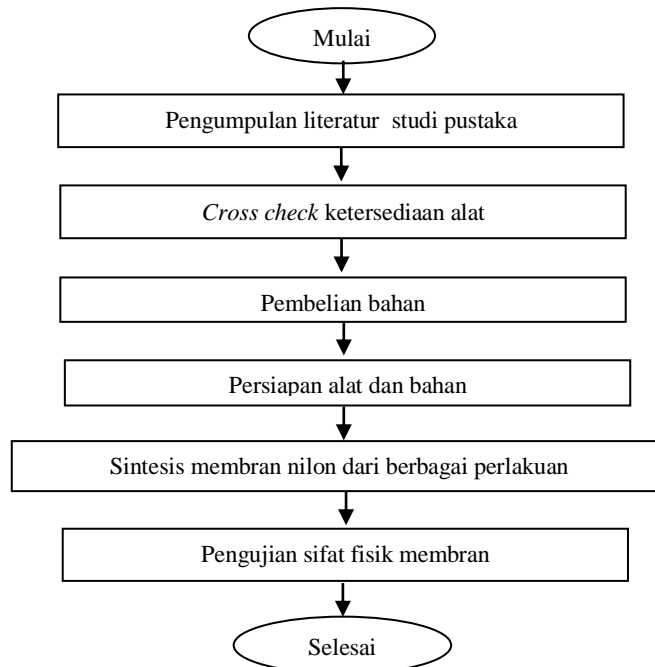 Mulai
Pengumpulan literatur studi pustaka
Cross check ketersediaan alat
Pembelian bahan
Persiapan alat dan bahan
Sintesis membran nilon dari berbagai perlakuan
Pengujian sifat fisik membran
Selesai